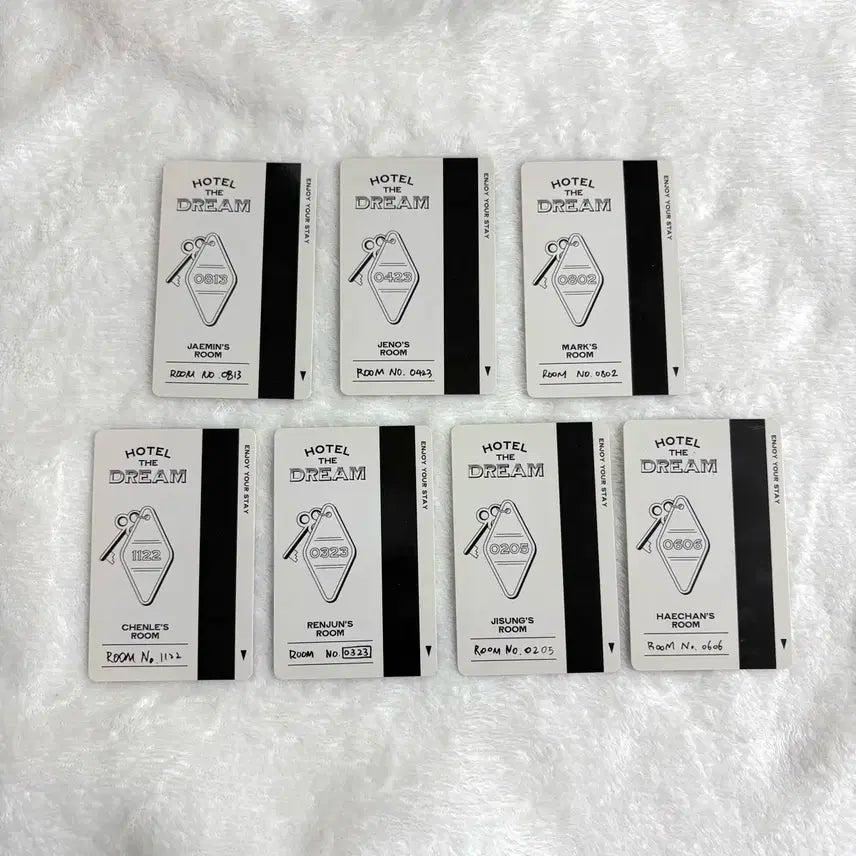 HOTEL
THE
DREAM
0813
JAEMIN'S
ROOM
ROOM NO. 0813
ENJOY YOUR STAY
HOTEL
THE
DREAM
0423
JENO'S
ROOM
ROOM NO. 0423
ENJOY YOUR STAY
HOTEL
THE
DREAM
0802
MARK'S
ROOM
ROOM NO. 0802
ENJOY YOUR STAY
HOTEL
THE
DREAM
1122
CHENLE'S
ROOM
ROOM No. 1122
ENJOY YOUR STAY
HOTEL
THE
DREAM
0323
RENJUN'S
ROOM
ROOM NO. 0323
ENJOY YOUR STAY
HOTEL
THE
DREAM
0205
JISUNG'S
ROOM
ROOM NO. 0205
ENJOY YOUR STAY
HOTEL
THE
DREAM
0606
HAECHAN'S
ROOM
ROOM No. 0606
ENJOY YOUR STAY